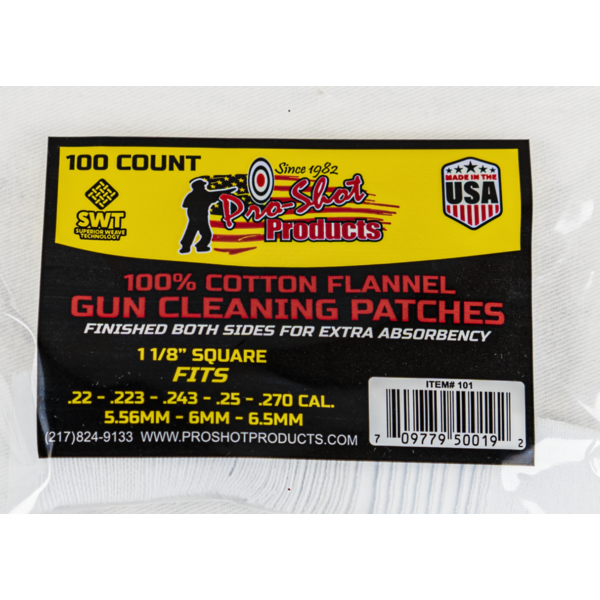 100 COUNT
SWT
SUPERIOR WEAVE
TECHNOLOGY
Since 1982
Pro-Shot
Products
MADE IN THE
USA
100% COTTON FLANNEL
GUN CLEANING PATCHES
FINISHED BOTH SIDES FOR EXTRA ABSORBENCY
1 1/8" SQUARE
FITS
.22 - .223 - .243 - .25 - .270 CAL.
5.56MM - 6MM - 6.5MM
(217)824-9133 WWW.PROSHOTPRODUCTS.COM
ITEM# 101
7 09779 50019 2